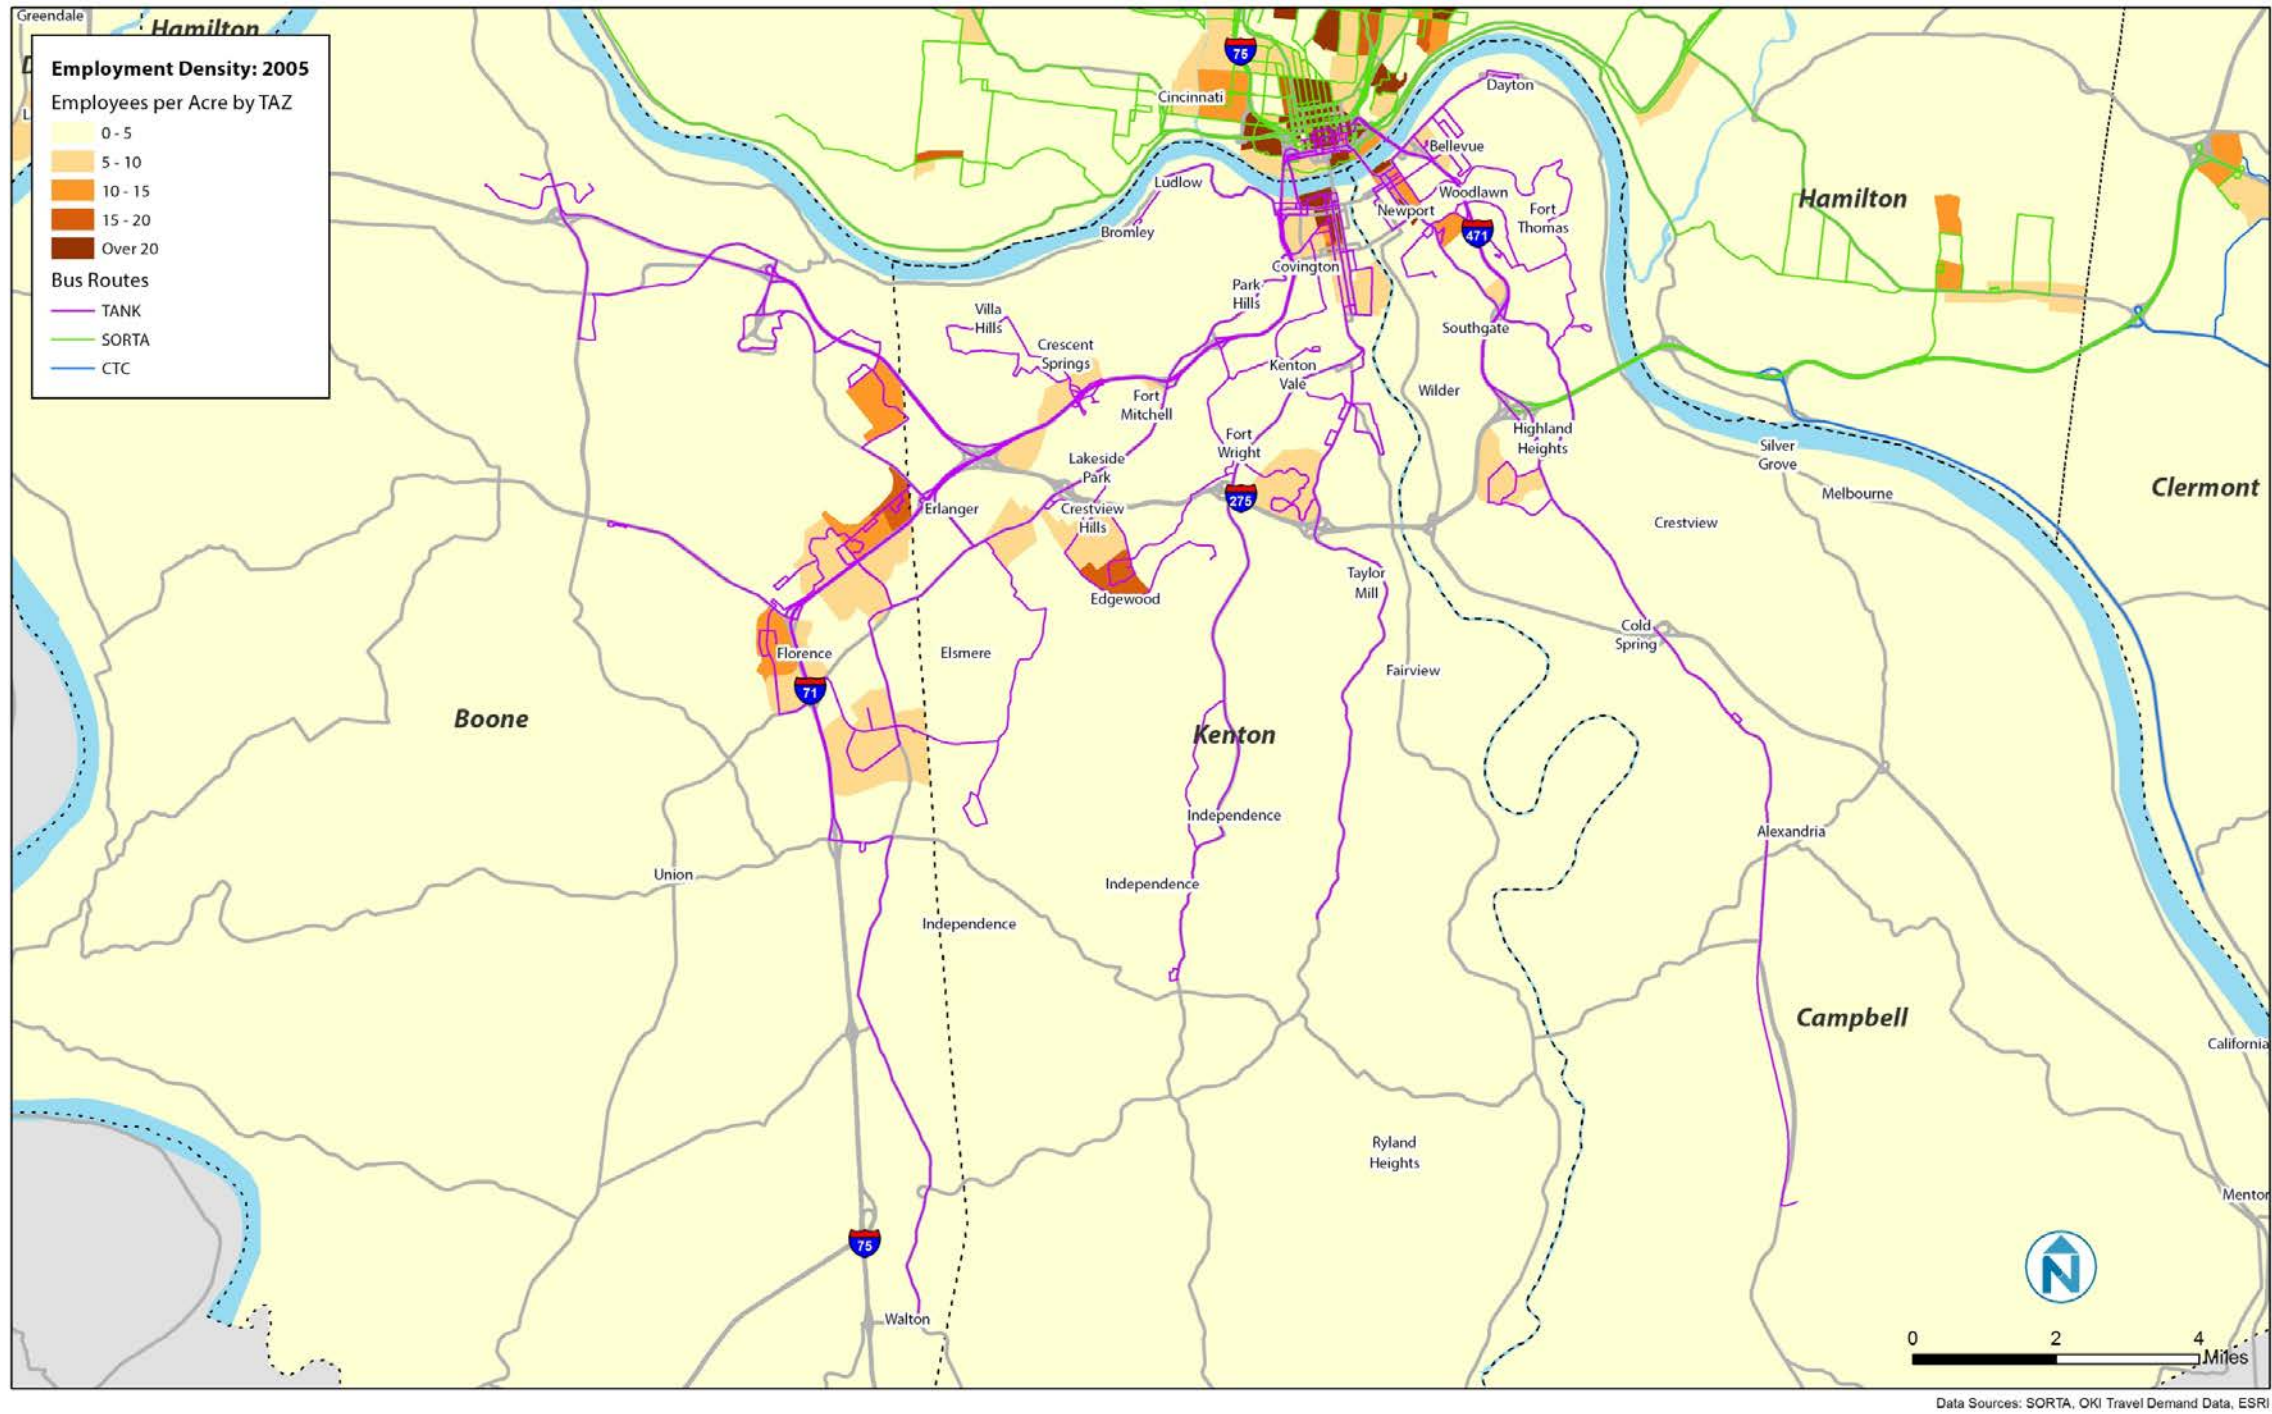 Greendale
Hamilton
Employment Density: 2005
Employees per Acre by TAZ
0 - 5
5 - 10
10 - 15
15 - 20
Over 20
Bus Routes
TANK
SORTA
CTC
75
Cincinnati
Dayton
Bellevue
Ludlow
Woodlawn
Hamilton
Newport
Fort
Thomas
Bromley
471
Covington
Park
Hills
Villa
Hills
Southgate
Crescent
Springs
Kenton
Vale
Wilder
Fort
Mitchell
Highland
Heights
Fort
Wright
Silver
Grove
Lakeside
Park
Clermont
Melbourne
275
Erlanger
Crestview
Hills
Crestview
Taylor
Mill
Edgewood
Cold
Spring
Florence
Elsmere
Fairview
71
Boone
Kenton
Independence
Alexandria
Union
Independence
Independence
Campbell
California
Ryland
Heights
Mentor
75
Walton
N
0 2 4
Miles
Data Sources: SORTA, OKI Travel Demand Data, ESRI